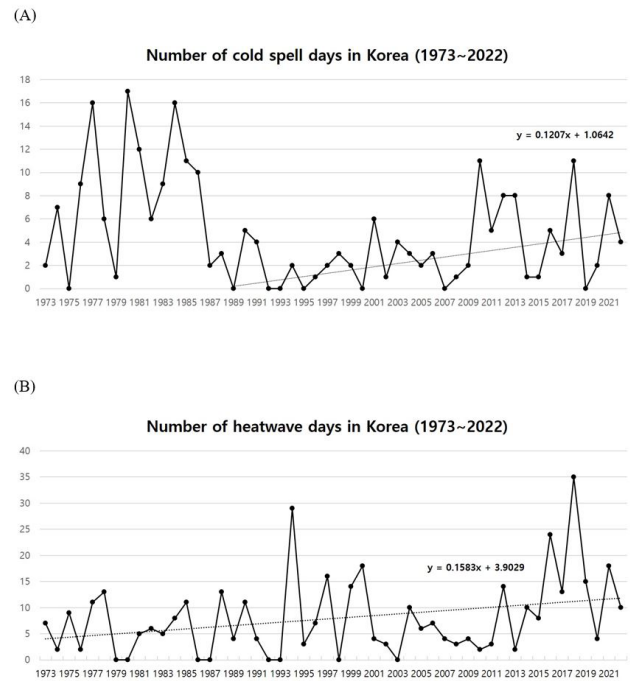 (A)
Number of cold spell days in Korea (1973~2022)
18
16
y = 0.1207x + 1.0642
14
12
10
8
6
4
2
0
1973 1975 1977 1979 1981 1983 1985 1987 1989 1991 1993 1995 1997 1999 2001 2003 2005 2007 2009 2011 2013 2015 2017 2019 2021
(B)
Number of heatwave days in Korea (1973~2022)
40
35
30
25
20
y = 0.1583x + 3.9029
15
10
5
0
1973 1975 1977 1979 1981 1983 1985 1987 1989 1991 1993 1995 1997 1999 2001 2003 2005 2007 2009 2011 2013 2015 2017 2019 2021